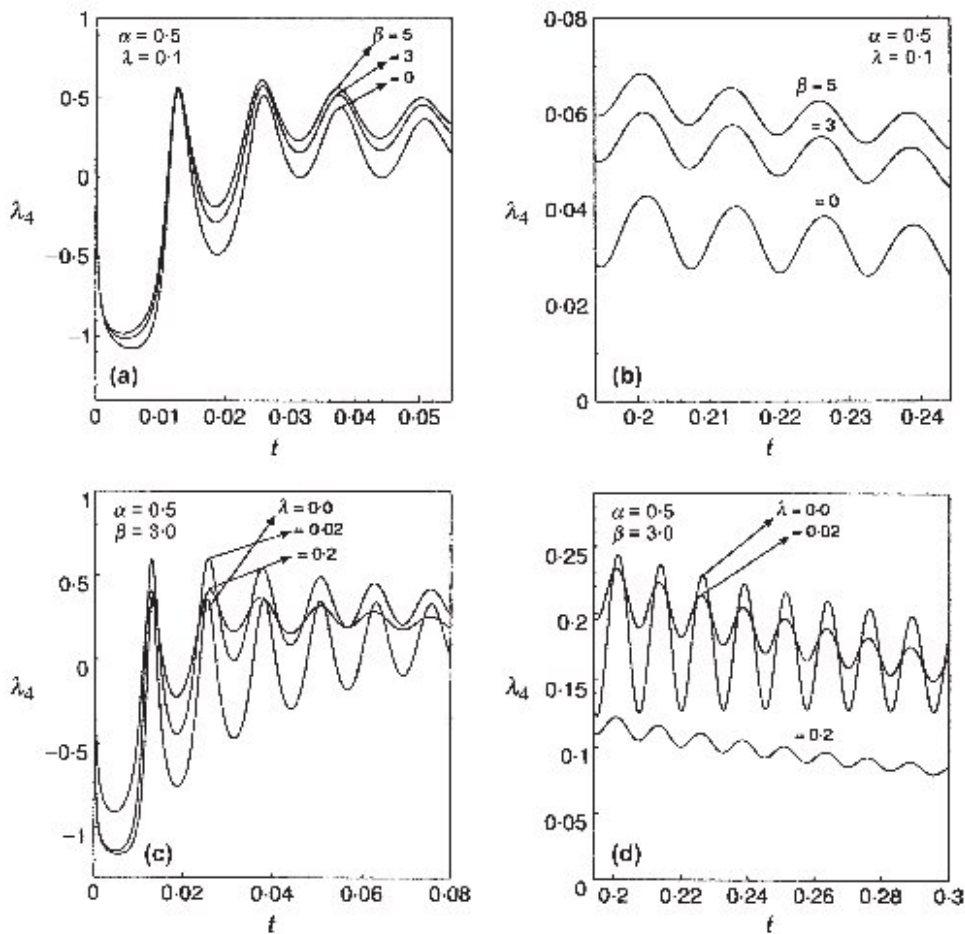 1
α = 0·5
λ = 0·1
β = 5
= 3
= 0
0·5
0
−0·5
−1
λ₄
(a)
0 0·01 0·02 0·03 0·04 0·05
t
0·08
α = 0·5
λ = 0·1
β = 5
= 3
= 0
0·06
0·04
0·02
0
λ₄
(b)
0·2 0·21 0·22 0·23 0·24
t
1
α = 0·5
β = 3·0
λ = 0·0
= 0·02
= 0·2
0·5
0
−0·5
−1
λ₄
(c)
0 0·02 0·04 0·06 0·08
t
α = 0·5
β = 3·0
λ = 0·0
= 0·02
= 0·2
0·25
0·2
0·15
0·1
0·05
0
λ₄
(d)
0·2 0·22 0·24 0·26 0·28 0·3
t